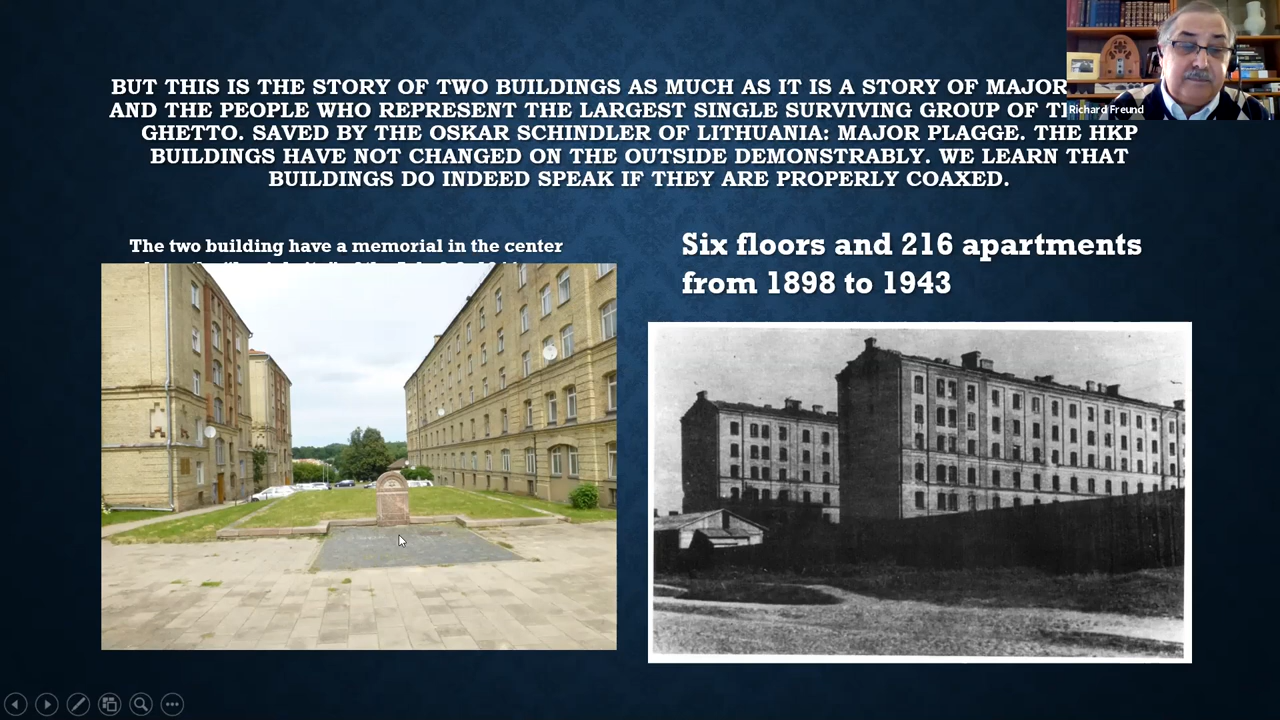 BUT THIS IS THE STORY OF TWO BUILDINGS AS MUCH AS IT IS A STORY OF MAJOR
AND THE PEOPLE WHO REPRESENT THE LARGEST SINGLE SURVIVING GROUP OF
GHETTO. SAVED BY THE OSKAR SCHINDLER OF LITHUANIA: MAJOR PLAGGE. THE HKP
BUILDINGS HAVE NOT CHANGED ON THE OUTSIDE DEMONSTRABLY. WE LEARN THAT
BUILDINGS DO INDEED SPEAK IF THEY ARE PROPERLY COAXED.
Richard Freund
The two building have a memorial in the center
Six floors and 216 apartments
from 1898 to 1943